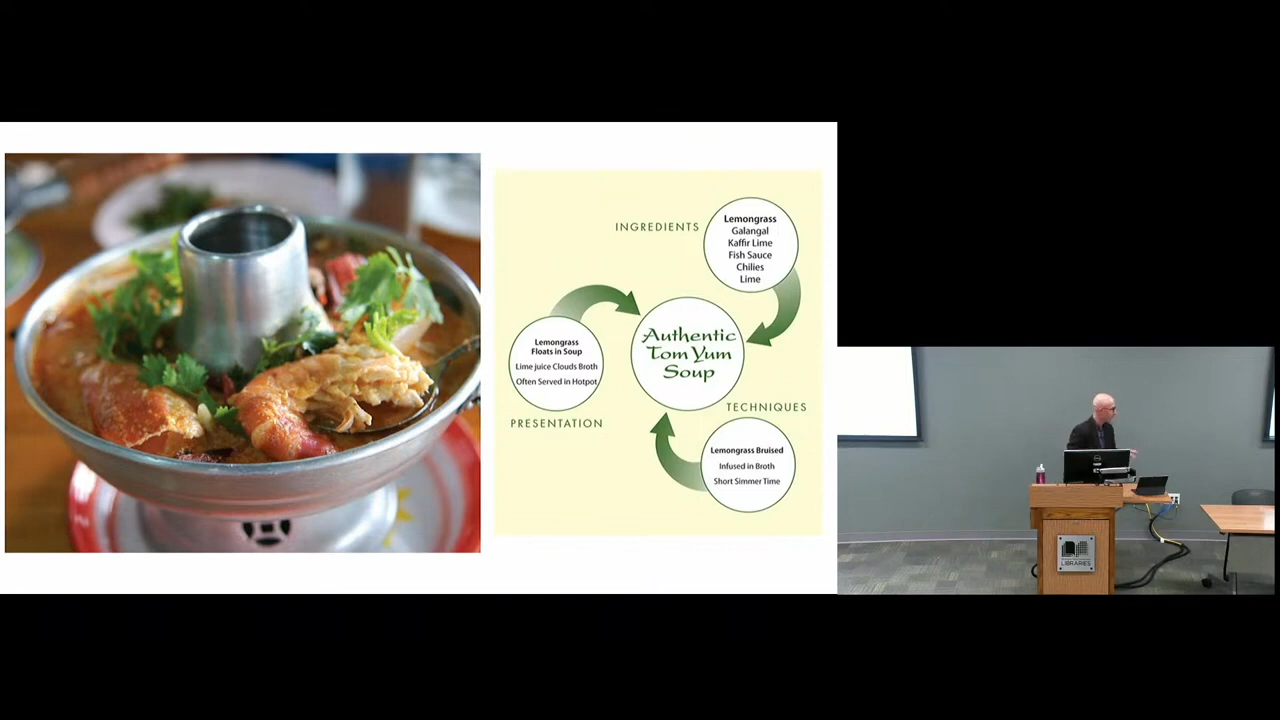 INGREDIENTS
Lemongrass
Galangal
Kaffir Lime
Fish Sauce
Chilies
Lime
Authentic
Tom Yum
Soup
Lemongrass
Floats in Soup
Lime juice Clouds Broth
Often Served in Hotpot
PRESENTATION
TECHNIQUES
Lemongrass Bruised
Infused in Broth
Short Simmer Time
LIBRARIES